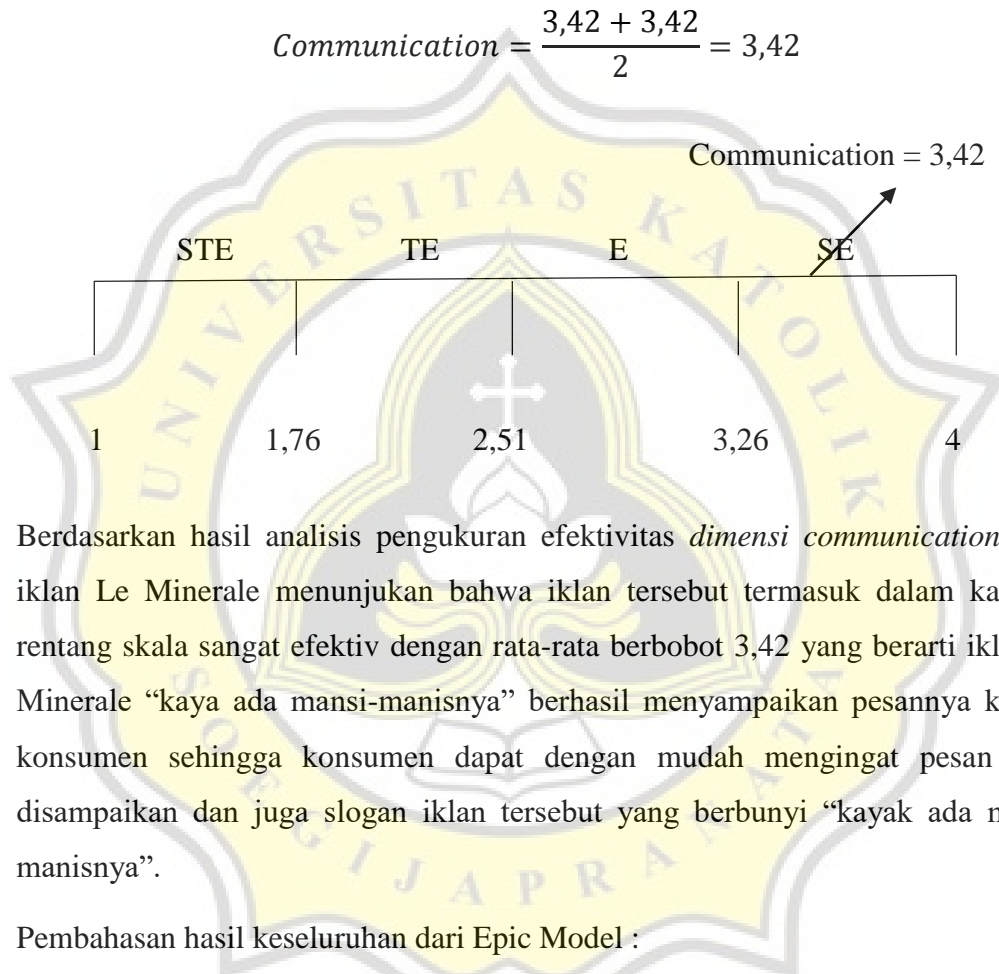 Communication = 3,42 + 3,42 / 2 = 3,42
Communication = 3,42
STE TE E SE
1 1,76 2,51 3,26 4
Berdasarkan hasil analisis pengukuran efektivitas dimensi communication
iklan Le Minerale menunjukan bahwa iklan tersebut termasuk dalam ka
rentang skala sangat efektiv dengan rata-rata berbobot 3,42 yang berarti ikl
Minerale “kaya ada mansi-manisnya” berhasil menyampaikan pesannya k
konsumen sehingga konsumen dapat dengan mudah mengingat pesan
disampaikan dan juga slogan iklan tersebut yang berbunyi “kayak ada m
manisnya”.
Pembahasan hasil keseluruhan dari Epic Model :
UNIVERSITAS KATOLIK
SOEGIJAPRANATA